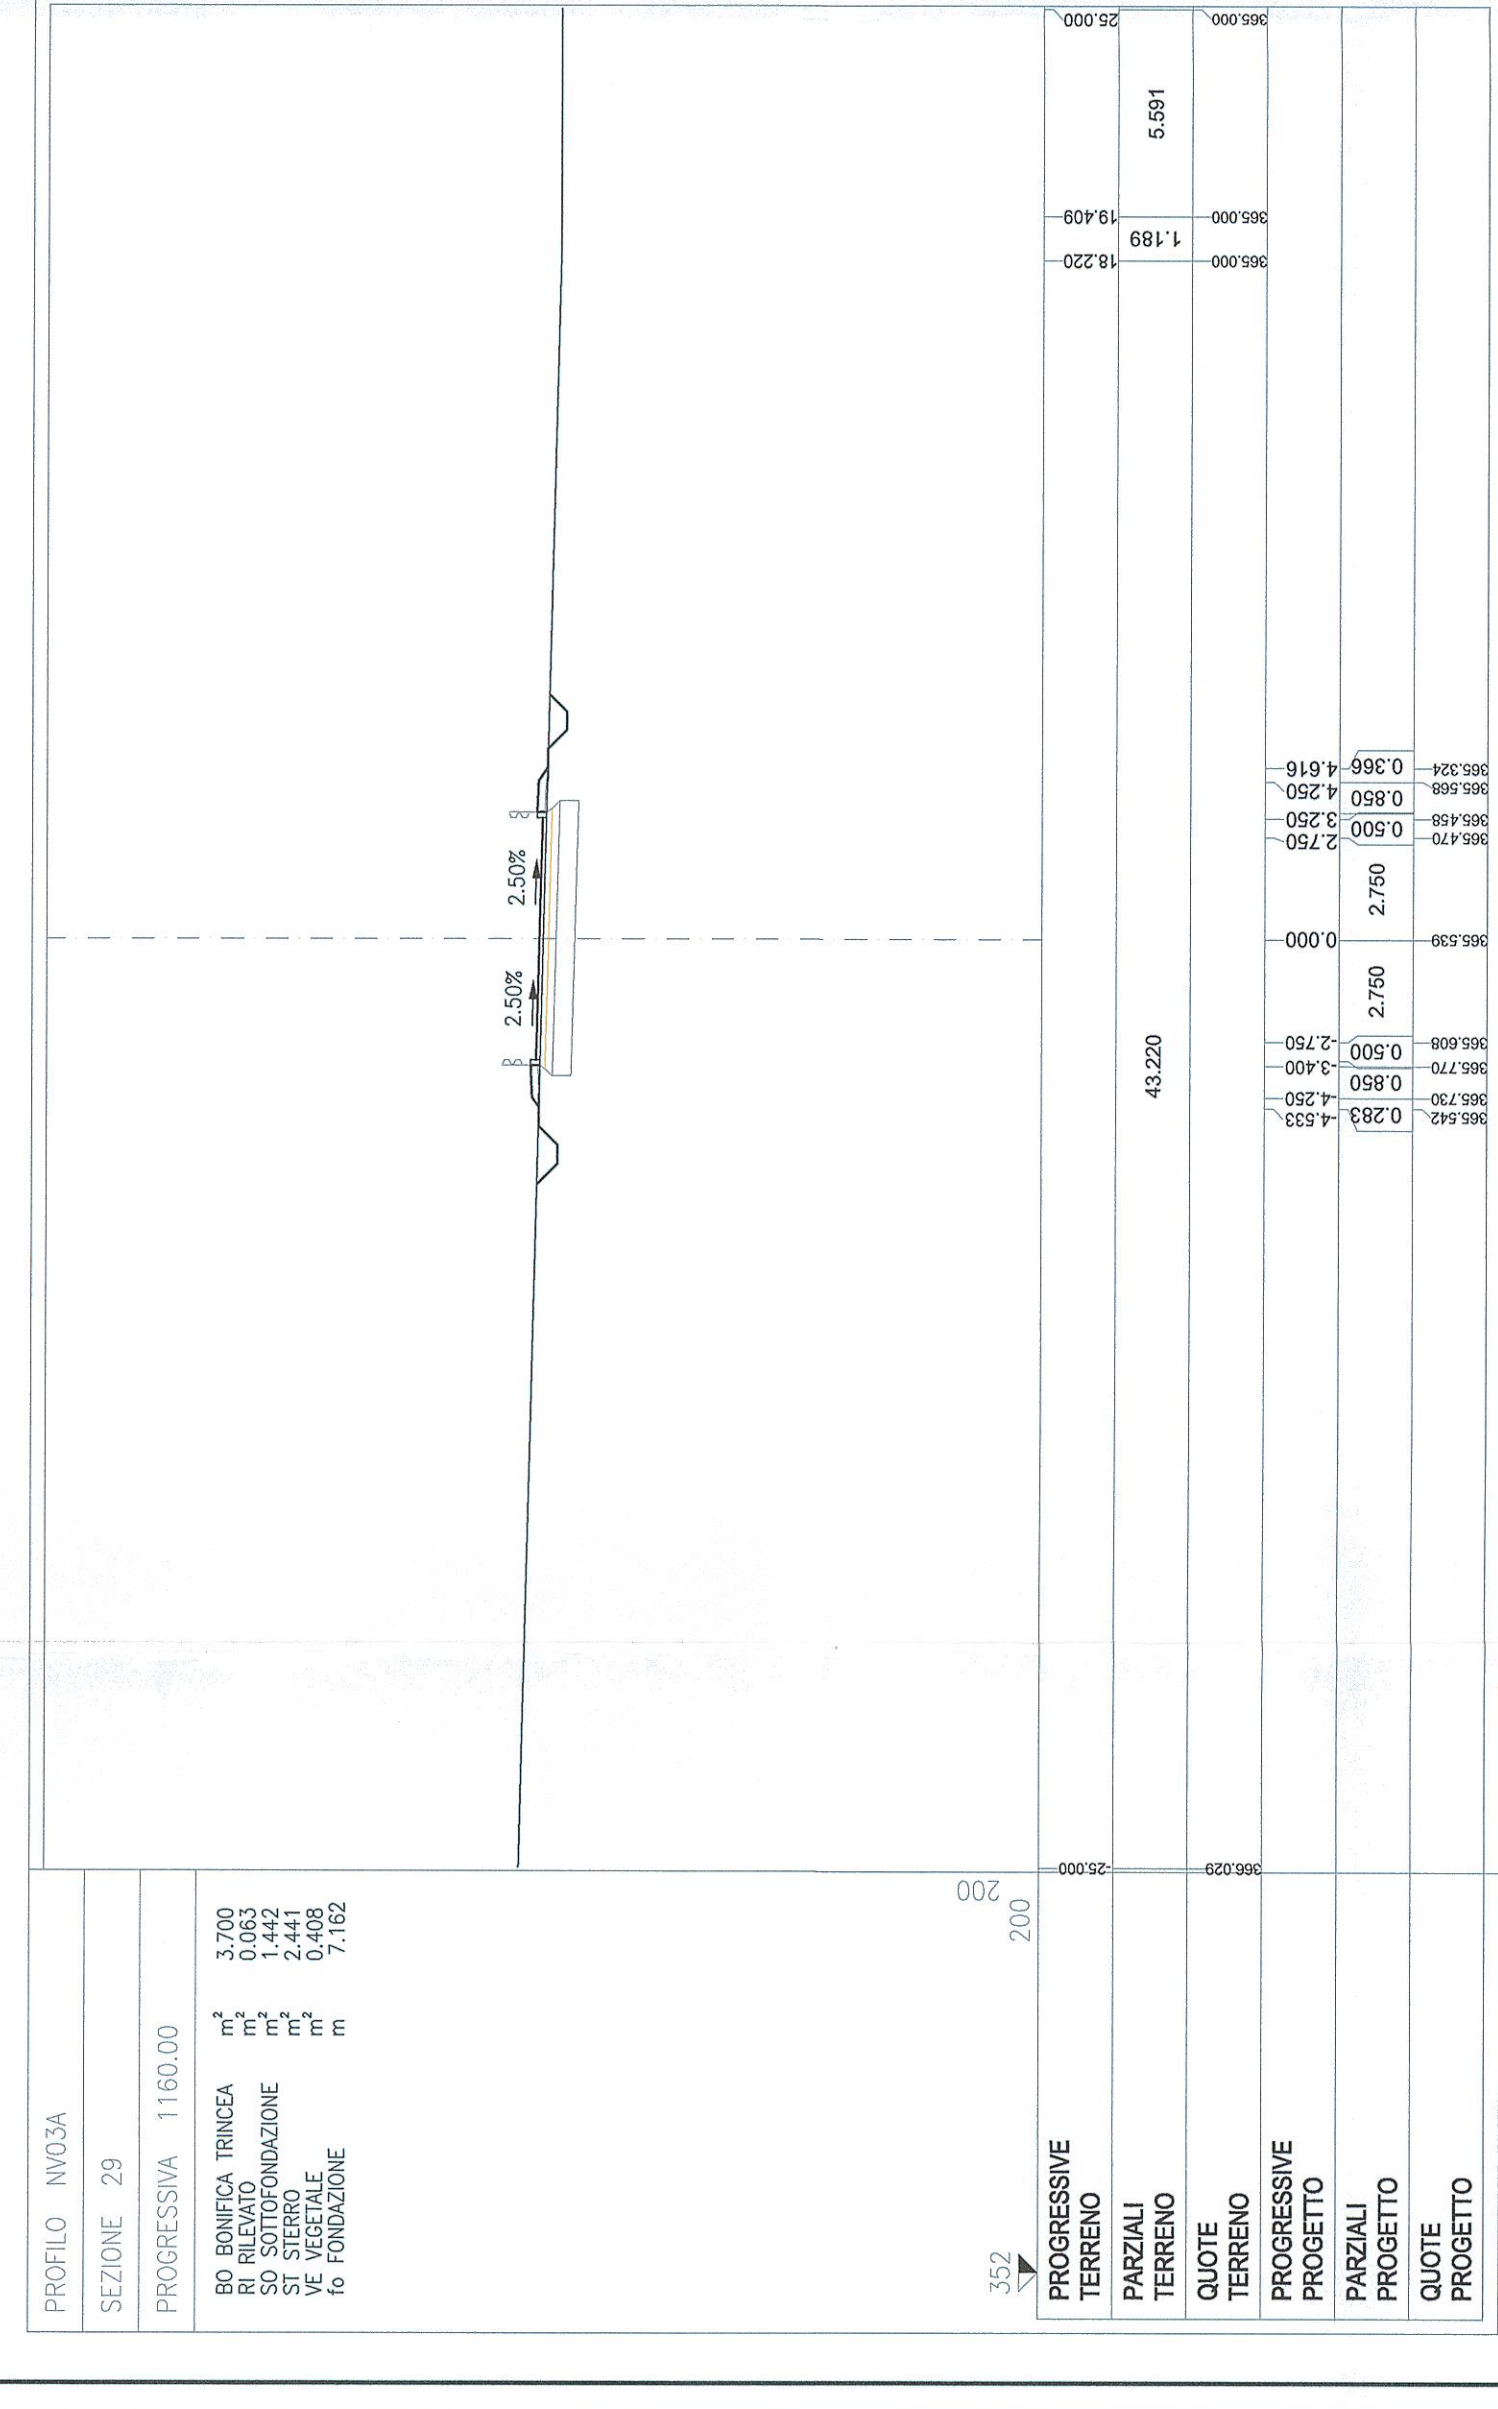 PROFILO NV03A
SEZIONE 29
PROGRESSIVA 1160.00
BO BONIFICA TRINCEA m² 3.700
RI RILEVATO m² 0.063
SO SOTTOFONDAZIONE m² 1.442
ST STERRO m² 2.441
VE VEGETALE m² 0.408
fo FONDAZIONE m 7.162
2.50%
2.50%
352
200
200
PROGRESSIVE
TERRENO
-25.000 18.220 19.409 25.000
PARZIALI
TERRENO
43.220 1.189 5.591
QUOTE
TERRENO
366.029 365.000 365.000 365.000
PROGRESSIVE
PROGETTO
-4.533 -4.250 -3.400 -2.750 0.000 2.750 3.250 4.250 4.616
PARZIALI
PROGETTO
0.283 0.850 0.500 2.750 2.750 0.500 0.850 0.366
QUOTE
PROGETTO
365.542 365.730 365.770 365.608 365.539 365.470 365.458 365.568 365.324